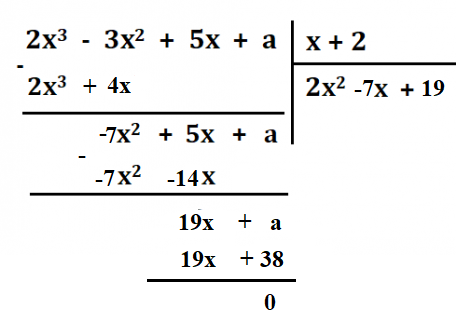 2x³ - 3x² + 5x + a | x + 2
-
2x³ + 4x | 2x² -7x + 19
-7x² + 5x + a
-
-7x² -14x
19x + a
19x + 38
0